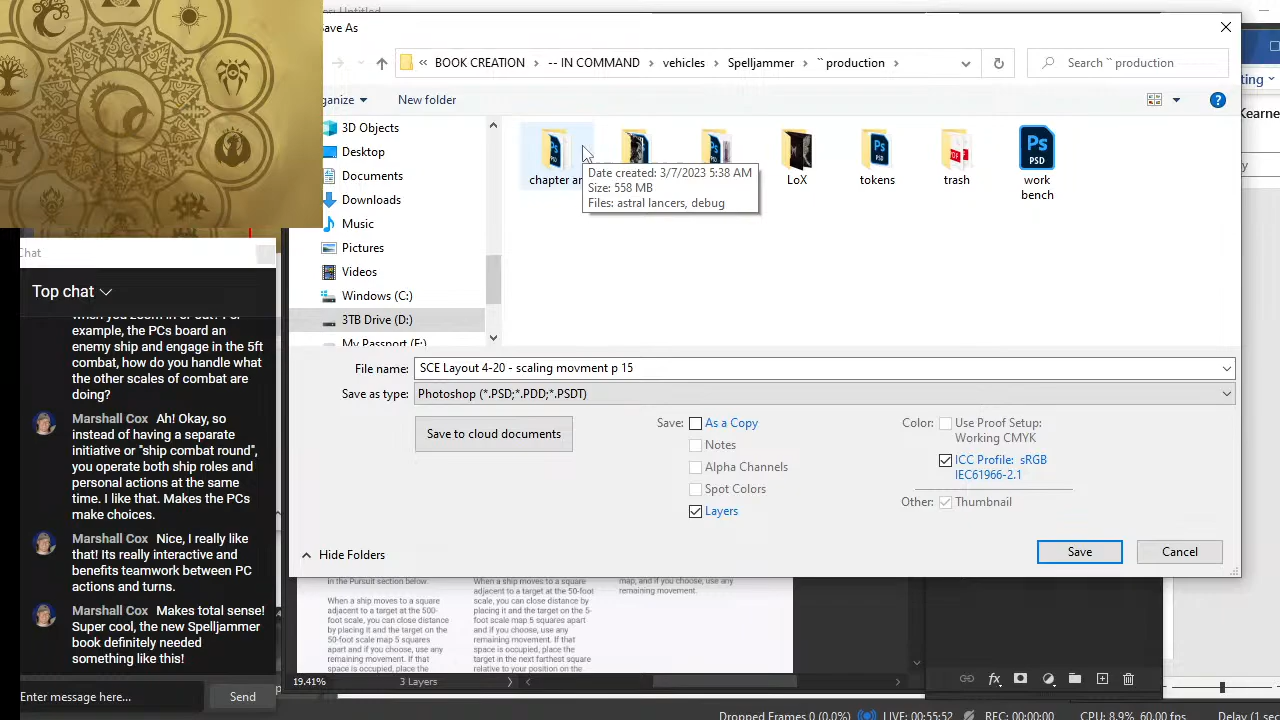 Untitled
ave As
BOOK CREATION
-- IN COMMAND
vehicles
Spelljammer
`` production
Search `` production
ting
ganize
New folder
Kearne
3D Objects
Desktop
Documents
Downloads
Music
Pictures
Videos
Windows (C:)
3TB Drive (D:)
My Passport (F:)
chapter ar
LoX
tokens
trash
work
bench
Date created: 3/7/2023 5:38 AM
Size: 558 MB
Files: astral lancers, debug
File name:
SCE Layout 4-20 - scaling movment p 15
Save as type:
Photoshop (*.PSD;*.PDD;*.PSDT)
Save to cloud documents
Save:
As a Copy
Notes
Alpha Channels
Spot Colors
Layers
Color:
Use Proof Setup:
Working CMYK
ICC Profile: sRGB
IEC61966-2.1
Other:
Thumbnail
Hide Folders
Save
Cancel
Chat
Top chat
when you zoom in or out? For
example, the PCs board an
enemy ship and engage in the 5ft
combat, how do you handle what
the other scales of combat are
doing?
Marshall Cox Ah! Okay, so
instead of having a separate
initiative or "ship combat round",
you operate both ship roles and
personal actions at the same
time. I like that. Makes the PCs
make choices.
Marshall Cox Nice, I really like
that! Its really interactive and
benefits teamwork between PC
actions and turns.
Marshall Cox Makes total sense!
Super cool, the new Spelljammer
book definitely needed
something like this!
Enter message here...
Send
in the Pursuit section below.
When a ship moves to a square
adjacent to a target at the 500-
foot scale, you can close distance
by placing it and the target on the
50-foot scale map 5 squares
apart and if you choose, use any
remaining movement. If that
space is occupied, place the
When a ship moves to a square
adjacent to a target at the 50-foot
scale, you can close distance by
placing it and the target on the 5-
foot scale map 5 squares apart
and if you choose, use any
remaining movement. If that
space is occupied, place the
target in the next farthest square
relative to your position on the
map, and if you choose, use any
remaining movement.
19.41%
3 Layers
Dropped Frames 0 (0.0%)
LIVE: 00:55:52
REC: 00:00:00
CPU: 8.9%, 60.00 fps
Delay (1 sec